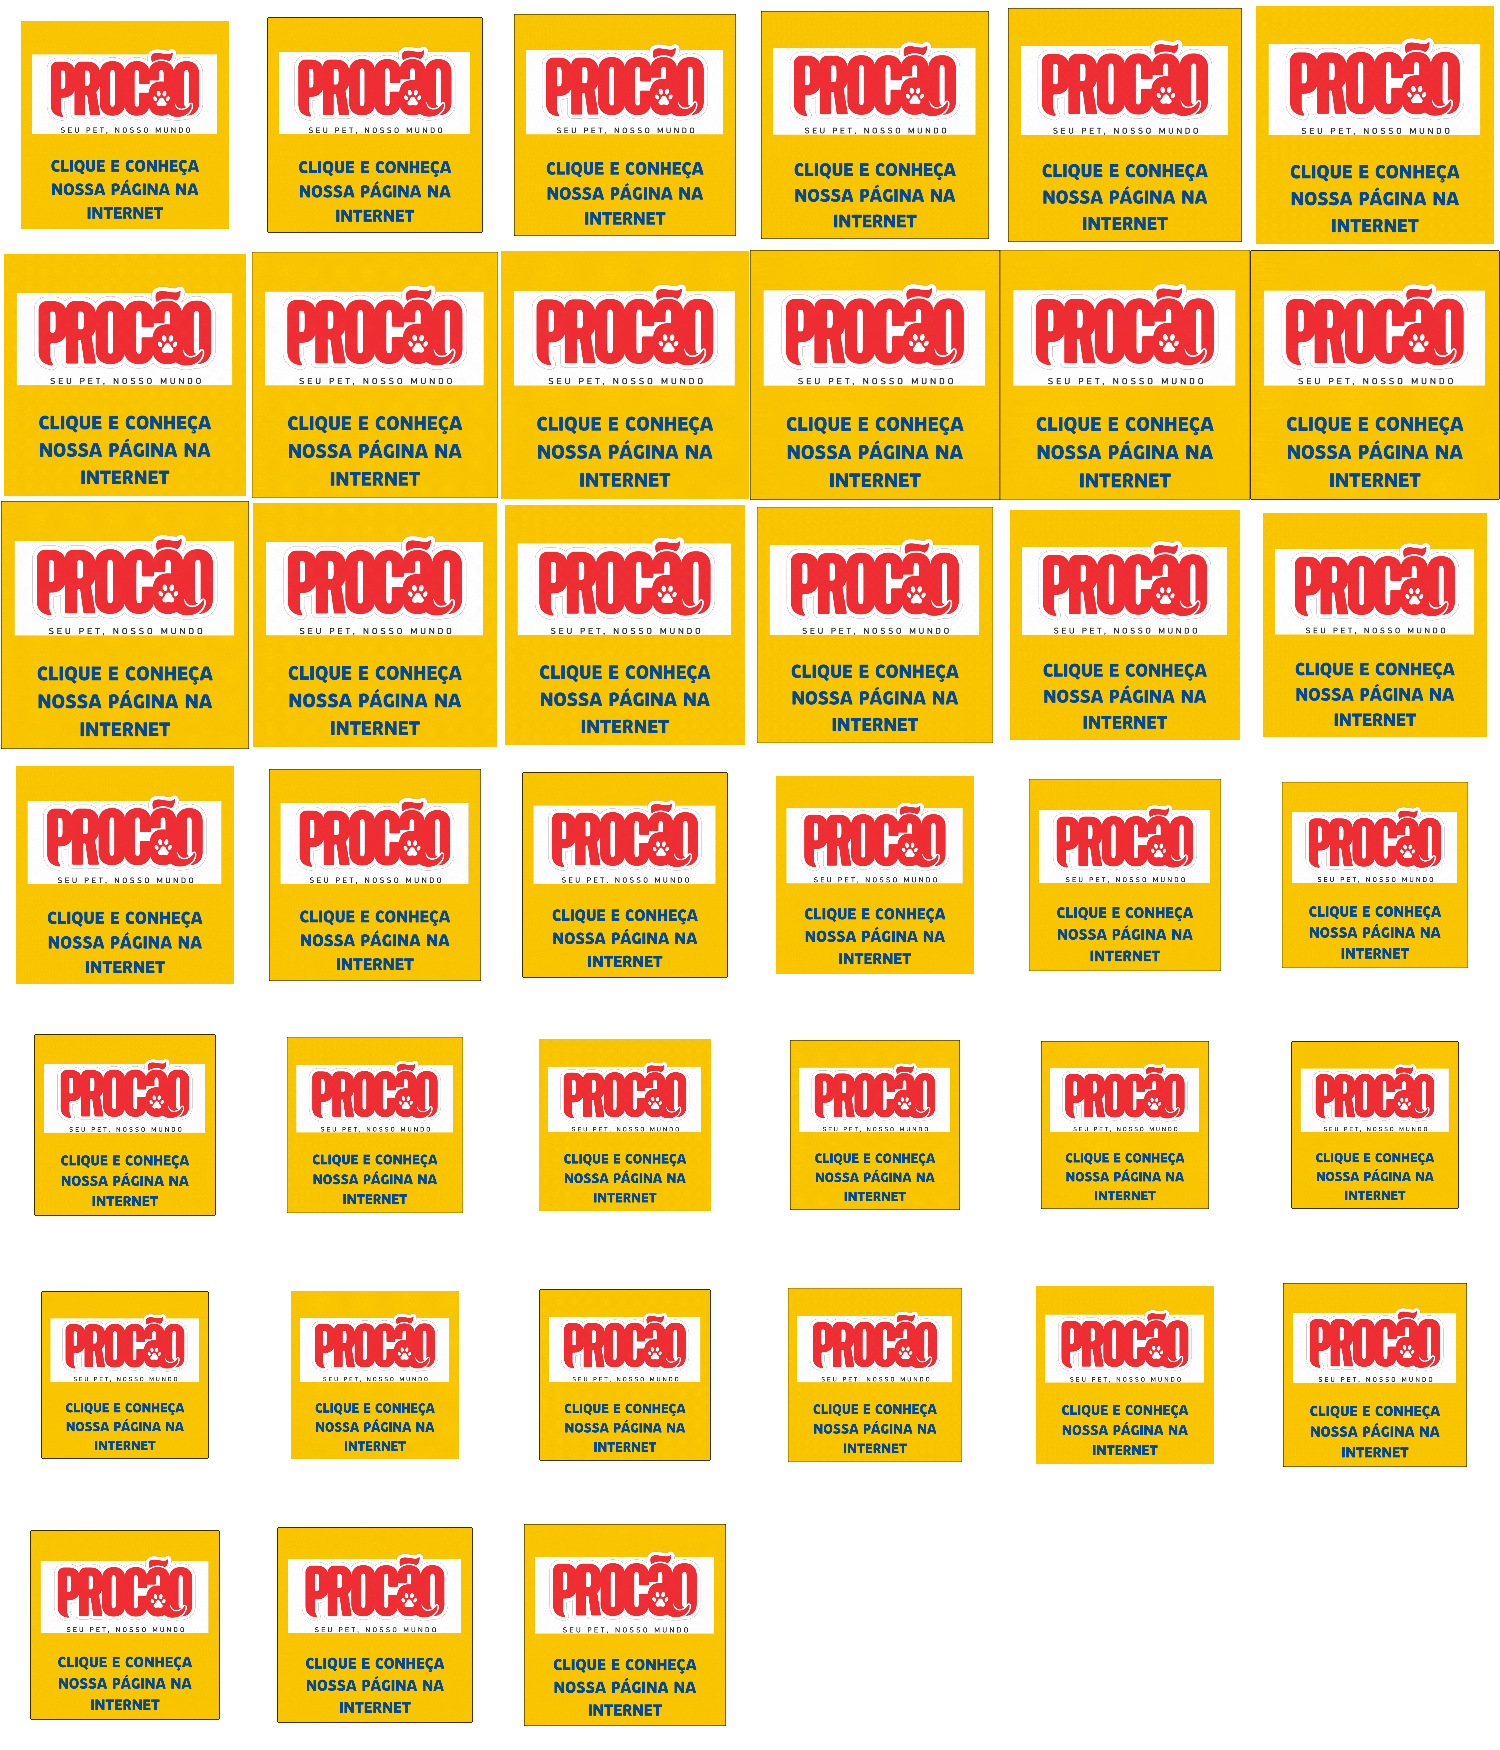 PROCÃO
SEU PET, NOSSO MUNDO
CLIQUE E CONHEÇA
NOSSA PÁGINA NA
INTERNET
PROCÃO
SEU PET, NOSSO MUNDO
CLIQUE E CONHEÇA
NOSSA PÁGINA NA
INTERNET
PROCÃO
SEU PET, NOSSO MUNDO
CLIQUE E CONHEÇA
NOSSA PÁGINA NA
INTERNET
PROCÃO
SEU PET, NOSSO MUNDO
CLIQUE E CONHEÇA
NOSSA PÁGINA NA
INTERNET
PROCÃO
SEU PET, NOSSO MUNDO
CLIQUE E CONHEÇA
NOSSA PÁGINA NA
INTERNET
PROCÃO
SEU PET, NOSSO MUNDO
CLIQUE E CONHEÇA
NOSSA PÁGINA NA
INTERNET
PROCÃO
SEU PET, NOSSO MUNDO
CLIQUE E CONHEÇA
NOSSA PÁGINA NA
INTERNET
PROCÃO
SEU PET, NOSSO MUNDO
CLIQUE E CONHEÇA
NOSSA PÁGINA NA
INTERNET
PROCÃO
SEU PET, NOSSO MUNDO
CLIQUE E CONHEÇA
NOSSA PÁGINA NA
INTERNET
PROCÃO
SEU PET, NOSSO MUNDO
CLIQUE E CONHEÇA
NOSSA PÁGINA NA
INTERNET
PROCÃO
SEU PET, NOSSO MUNDO
CLIQUE E CONHEÇA
NOSSA PÁGINA NA
INTERNET
PROCÃO
SEU PET, NOSSO MUNDO
CLIQUE E CONHEÇA
NOSSA PÁGINA NA
INTERNET
PROCÃO
SEU PET, NOSSO MUNDO
CLIQUE E CONHEÇA
NOSSA PÁGINA NA
INTERNET
PROCÃO
SEU PET, NOSSO MUNDO
CLIQUE E CONHEÇA
NOSSA PÁGINA NA
INTERNET
PROCÃO
SEU PET, NOSSO MUNDO
CLIQUE E CONHEÇA
NOSSA PÁGINA NA
INTERNET
PROCÃO
SEU PET, NOSSO MUNDO
CLIQUE E CONHEÇA
NOSSA PÁGINA NA
INTERNET
PROCÃO
SEU PET, NOSSO MUNDO
CLIQUE E CONHEÇA
NOSSA PÁGINA NA
INTERNET
PROCÃO
SEU PET, NOSSO MUNDO
CLIQUE E CONHEÇA
NOSSA PÁGINA NA
INTERNET
PROCÃO
SEU PET, NOSSO MUNDO
CLIQUE E CONHEÇA
NOSSA PÁGINA NA
INTERNET
PROCÃO
SEU PET, NOSSO MUNDO
CLIQUE E CONHEÇA
NOSSA PÁGINA NA
INTERNET
PROCÃO
SEU PET, NOSSO MUNDO
CLIQUE E CONHEÇA
NOSSA PÁGINA NA
INTERNET
PROCÃO
SEU PET, NOSSO MUNDO
CLIQUE E CONHEÇA
NOSSA PÁGINA NA
INTERNET
PROCÃO
SEU PET, NOSSO MUNDO
CLIQUE E CONHEÇA
NOSSA PÁGINA NA
INTERNET
PROCÃO
SEU PET, NOSSO MUNDO
CLIQUE E CONHEÇA
NOSSA PÁGINA NA
INTERNET
PROCÃO
SEU PET, NOSSO MUNDO
CLIQUE E CONHEÇA
NOSSA PÁGINA NA
INTERNET
PROCÃO
SEU PET, NOSSO MUNDO
CLIQUE E CONHEÇA
NOSSA PÁGINA NA
INTERNET
PROCÃO
SEU PET, NOSSO MUNDO
CLIQUE E CONHEÇA
NOSSA PÁGINA NA
INTERNET
PROCÃO
SEU PET, NOSSO MUNDO
CLIQUE E CONHEÇA
NOSSA PÁGINA NA
INTERNET
PROCÃO
SEU PET, NOSSO MUNDO
CLIQUE E CONHEÇA
NOSSA PÁGINA NA
INTERNET
PROCÃO
SEU PET, NOSSO MUNDO
CLIQUE E CONHEÇA
NOSSA PÁGINA NA
INTERNET
PROCÃO
SEU PET, NOSSO MUNDO
CLIQUE E CONHEÇA
NOSSA PÁGINA NA
INTERNET
PROCÃO
SEU PET, NOSSO MUNDO
CLIQUE E CONHEÇA
NOSSA PÁGINA NA
INTERNET
PROCÃO
SEU PET, NOSSO MUNDO
CLIQUE E CONHEÇA
NOSSA PÁGINA NA
INTERNET
PROCÃO
SEU PET, NOSSO MUNDO
CLIQUE E CONHEÇA
NOSSA PÁGINA NA
INTERNET
PROCÃO
SEU PET, NOSSO MUNDO
CLIQUE E CONHEÇA
NOSSA PÁGINA NA
INTERNET
PROCÃO
SEU PET, NOSSO MUNDO
CLIQUE E CONHEÇA
NOSSA PÁGINA NA
INTERNET
PROCÃO
SEU PET, NOSSO MUNDO
CLIQUE E CONHEÇA
NOSSA PÁGINA NA
INTERNET
PROCÃO
SEU PET, NOSSO MUNDO
CLIQUE E CONHEÇA
NOSSA PÁGINA NA
INTERNET
PROCÃO
SEU PET, NOSSO MUNDO
CLIQUE E CONHEÇA
NOSSA PÁGINA NA
INTERNET